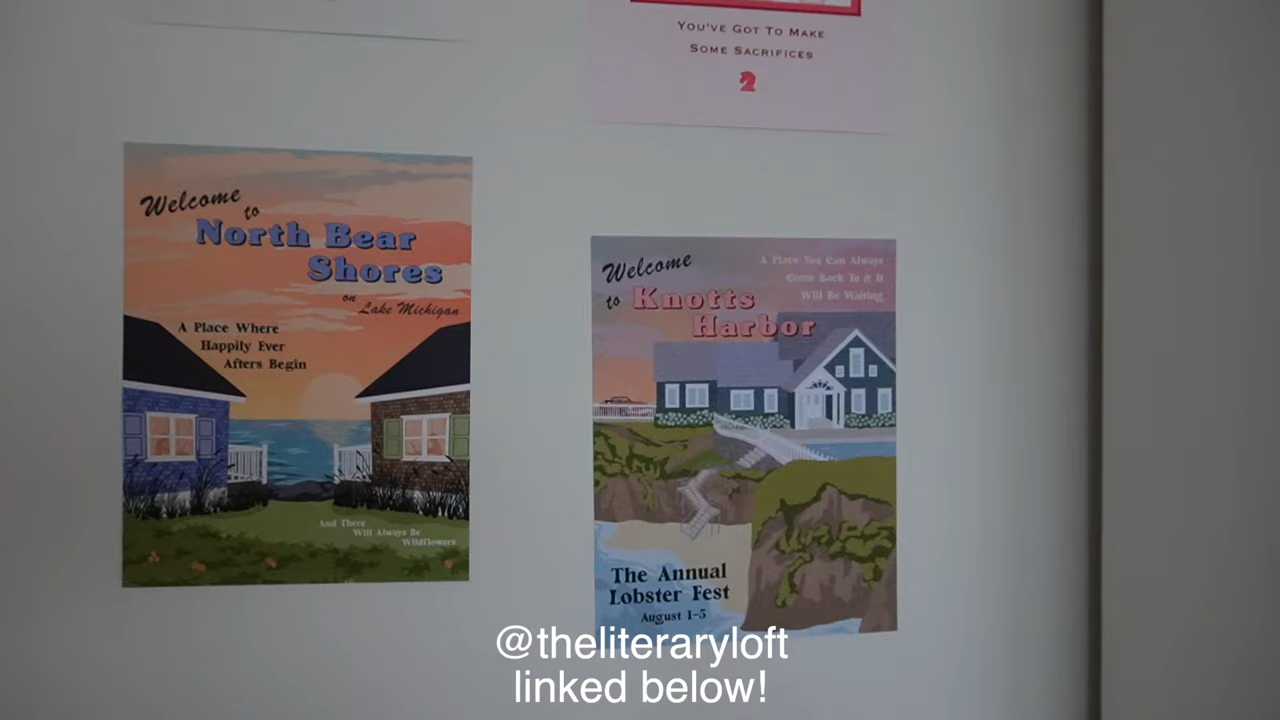 You've Got To Make
Some Sacrifices
Welcome
to
North Bear
Shores
on
Lake Michigan
A Place Where
Happily Ever
Afters Begin
And There
Will Always Be
Wildflowers
Welcome
to Knotts
Harbor
A Place You Can Always
Come Back To & It
Will Be Waiting
The Annual
Lobster Fest
August 1-5
@theliteraryloft
linked below!